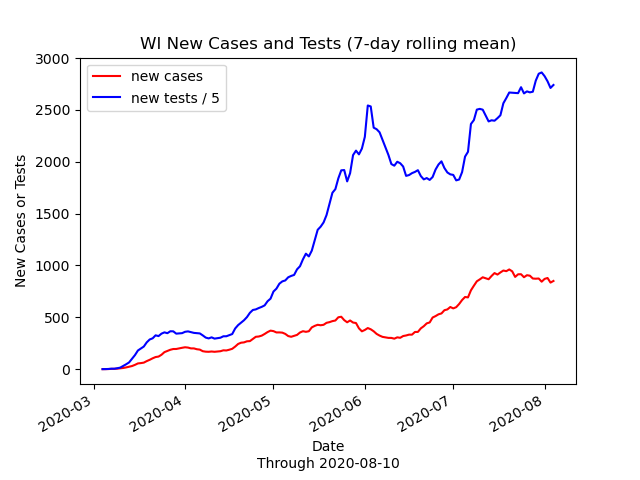 WI New Cases and Tests (7-day rolling mean)
new cases
new tests / 5
New Cases or Tests
3000
2500
2000
1500
1000
500
0
2020-03
2020-04
2020-05
2020-06
2020-07
2020-08
Date
Through 2020-08-10